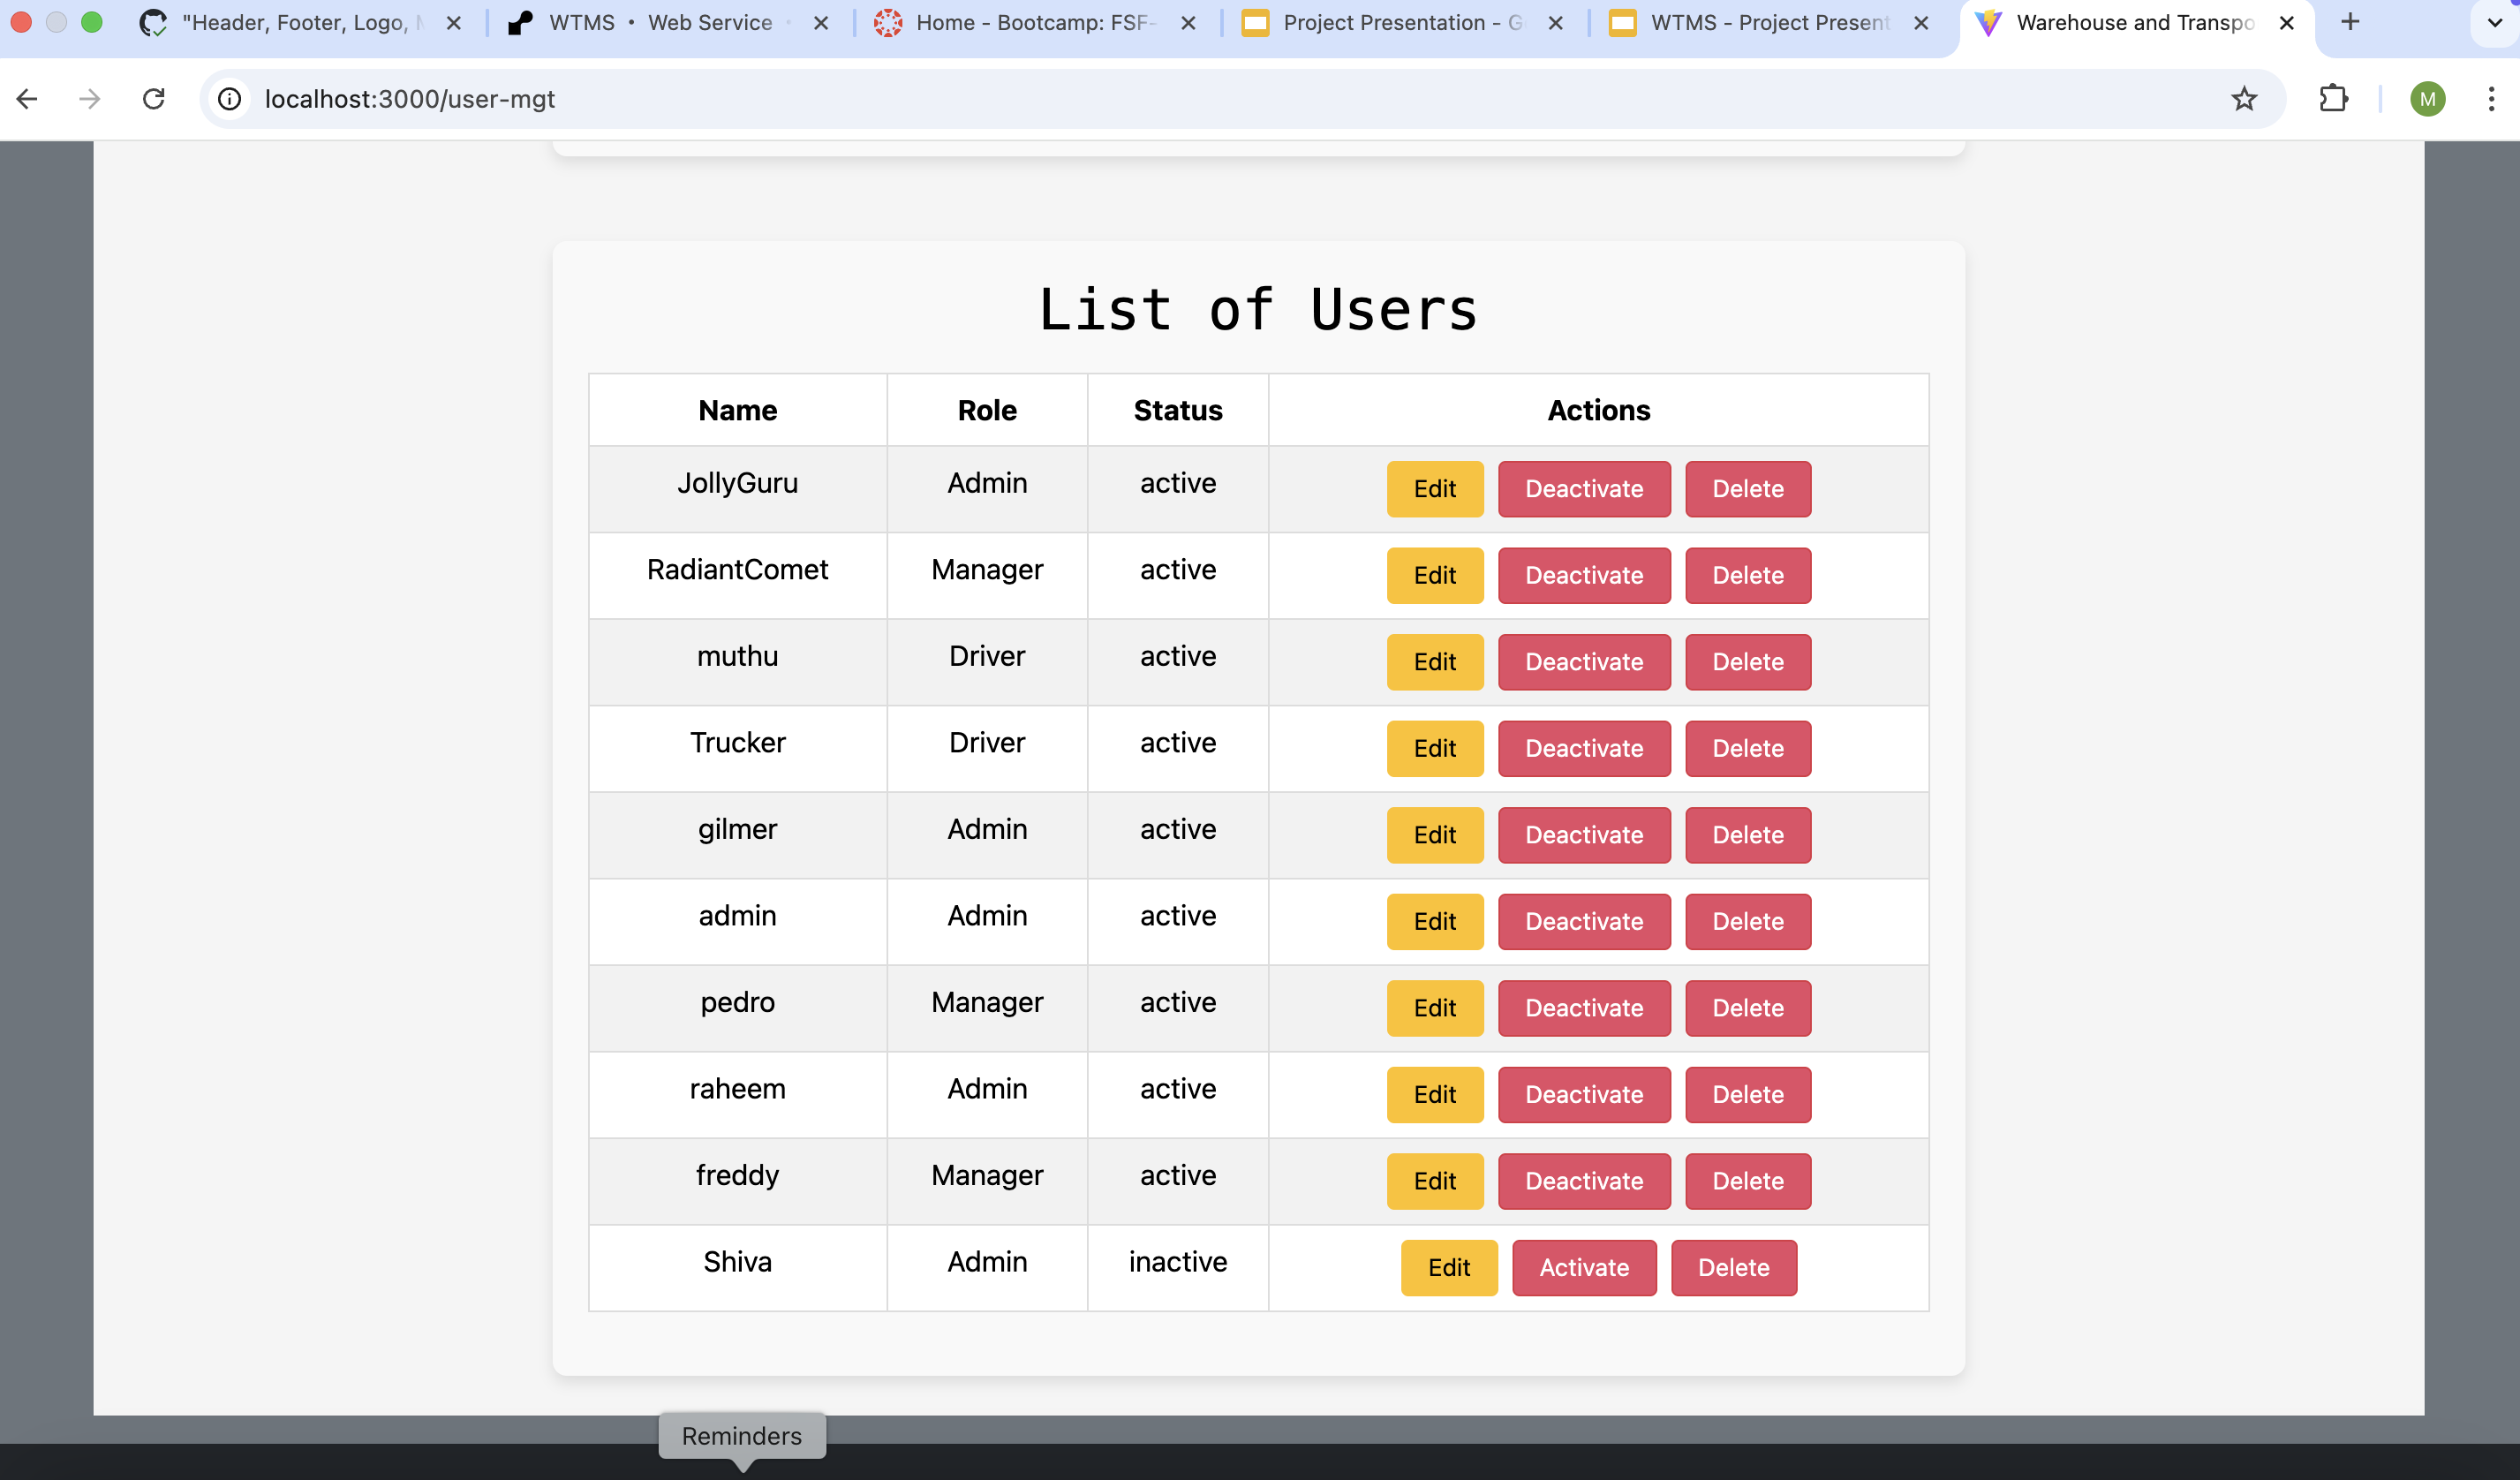 "Header, Footer, Logo,
WTMS • Web Service
Home - Bootcamp: FSF-
Project Presentation - G
WTMS - Project Present
Warehouse and Transpo
localhost:3000/user-mgt
M
List of Users
Name Role Status Actions
JollyGuru Admin active Edit Deactivate Delete
RadiantComet Manager active Edit Deactivate Delete
muthu Driver active Edit Deactivate Delete
Trucker Driver active Edit Deactivate Delete
gilmer Admin active Edit Deactivate Delete
admin Admin active Edit Deactivate Delete
pedro Manager active Edit Deactivate Delete
raheem Admin active Edit Deactivate Delete
freddy Manager active Edit Deactivate Delete
Shiva Admin inactive Edit Activate Delete
Reminders